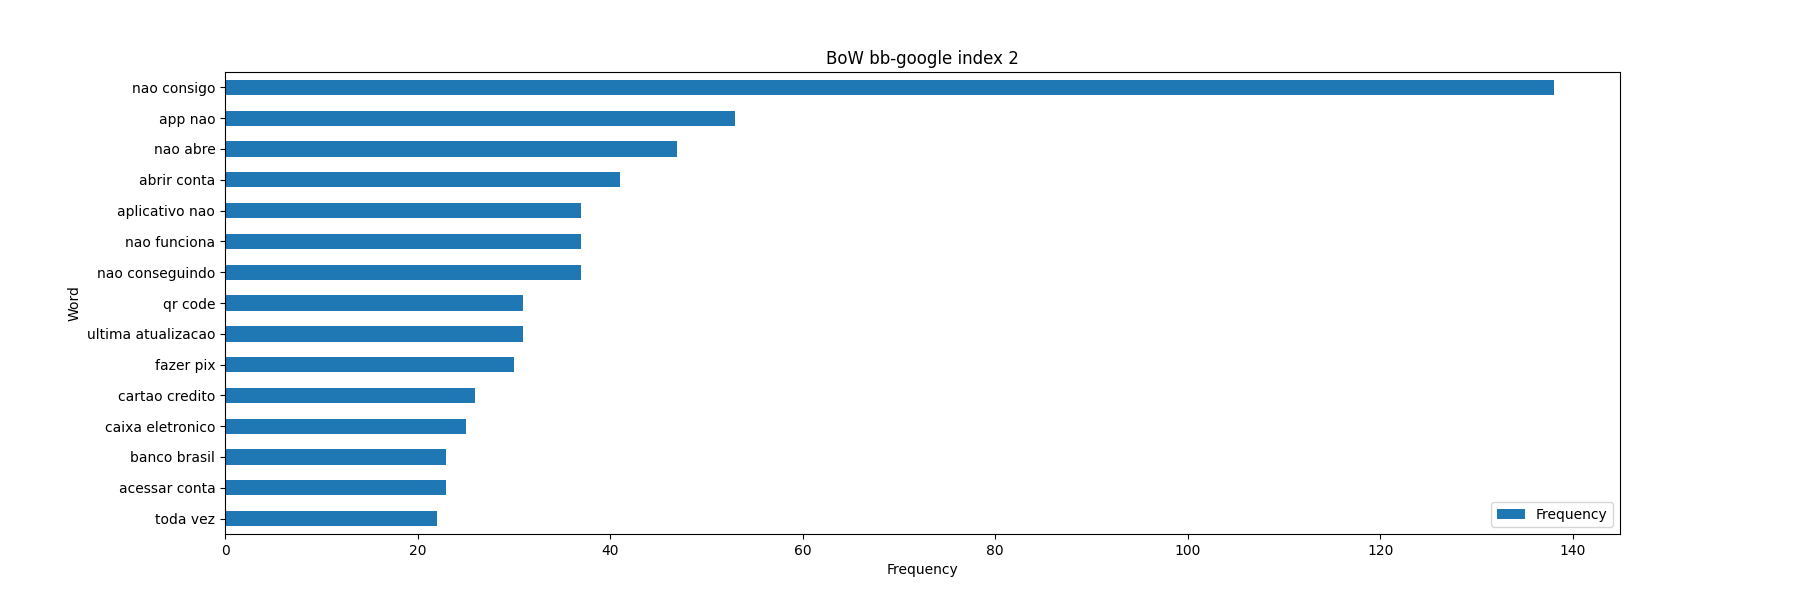 BoW bb-google index 2
nao consigo
app nao
nao abre
abrir conta
aplicativo nao
nao funciona
nao conseguindo
qr code
ultima atualizacao
fazer pix
cartao credito
caixa eletronico
banco brasil
acessar conta
toda vez
Word
Frequency
0 20 40 60 80 100 120 140
Frequency